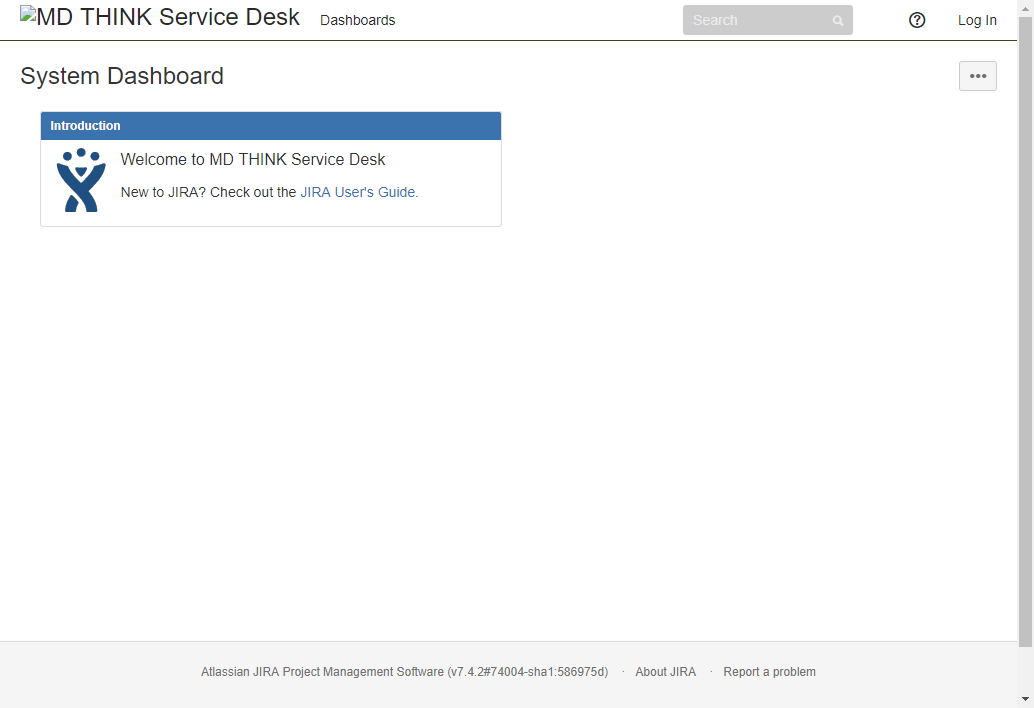 MD THINK Service Desk Dashboards Search Log In
System Dashboard
Introduction
Welcome to MD THINK Service Desk
New to JIRA? Check out the JIRA User's Guide.
Atlassian JIRA Project Management Software (v7.4.2#74004-sha1:586975d) · About JIRA · Report a problem